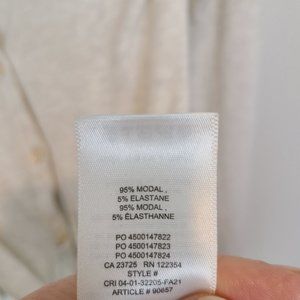 95% MODAL ,
5% ELASTANE
95% MODAL ,
5% ÉLASTHANNE
PO 4500147822
PO 4500147823
PO 4500147824
CA 23725 RN 122354
STYLE #
CRI 04-01-32205-FA21
ARTICLE # 90657